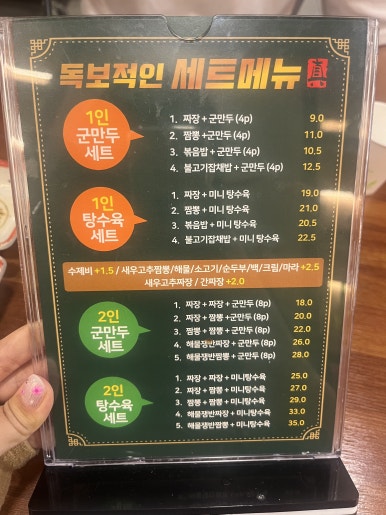 독보적인 세트메뉴
1인
군만두
세트
1. 짜장 + 군만두 (4p) 9.0
2. 짬뽕 +군만두 (4p) 11.0
3. 볶음밥 + 군만두 (4p) 10.5
4. 불고기잡채밥 + 군만두 (4p) 12.5
1인
탕수육
세트
1. 짜장 + 미니 탕수육 19.0
2. 짬뽕 + 미니 탕수육 21.0
3. 볶음밥 + 미니 탕수육 20.5
4. 불고기잡채밥 + 미니 탕수육 22.5
수제비 +1.5 / 새우고추짬뽕/해물/소고기/순두부/백/크림/마라 +2.5
새우고추짜장 / 간짜장 +2.0
2인
군만두
세트
1. 짜장 + 짜장 +군만두 (8p) 18.0
2. 짜장 + 짬뽕 +군만두 (8p) 20.0
3. 짬뽕 + 짬뽕 +군만두 (8p) 22.0
4. 해물쟁반짜장 + 군만두 (8p) 26.0
5. 해물쟁반짬뽕 + 군만두 (8p) 28.0
2인
탕수육
세트
1. 짜장 + 짜장 +미니탕수육 25.0
2. 짜장 + 짬뽕 +미니탕수육 27.0
3. 짬뽕 + 짬뽕 +미니탕수육 29.0
4. 해물쟁반짜장 + 미니탕수육 33.0
5. 해물쟁반짬뽕 + 미니탕수육 35.0